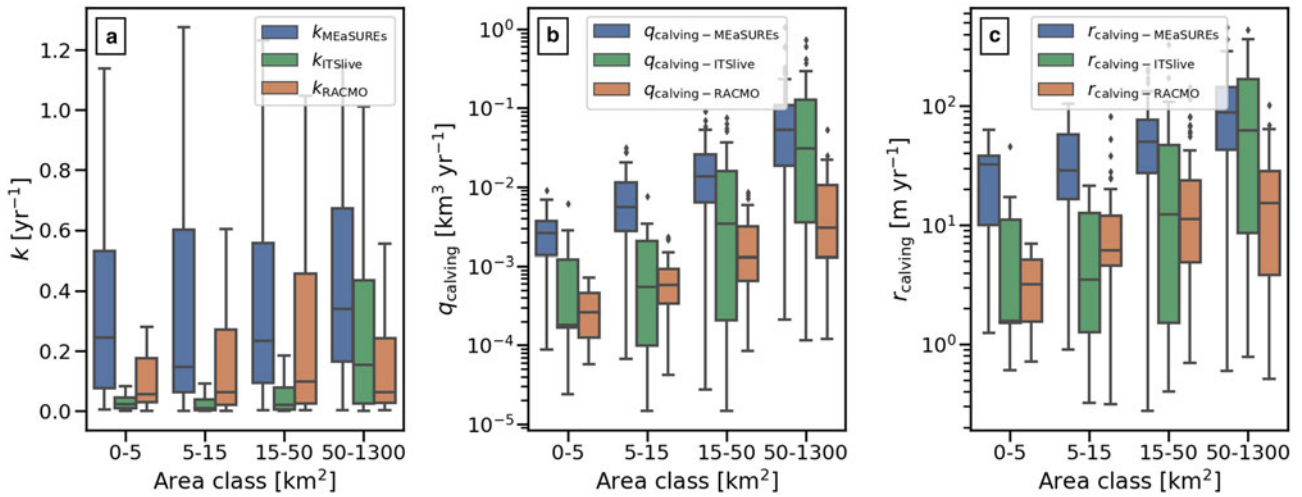 a
k_MEaSUREs
k_ITSlive
k_RACMO
k [yr⁻¹]
1.2
1.0
0.8
0.6
0.4
0.2
0.0
0-5 5-15 15-50 50-1300
Area class [km²]
b
q_calving−MEaSUREs
q_calving−ITSlive
q_calving−RACMO
q_calving [km³ yr⁻¹]
10⁰
10⁻¹
10⁻²
10⁻³
10⁻⁴
10⁻⁵
0-5 5-15 15-50 50-1300
Area class [km²]
c
r_calving−MEaSUREs
r_calving−ITSlive
r_calving−RACMO
r_calving [m yr⁻¹]
10²
10¹
10⁰
0-5 5-15 15-50 50-1300
Area class [km²]